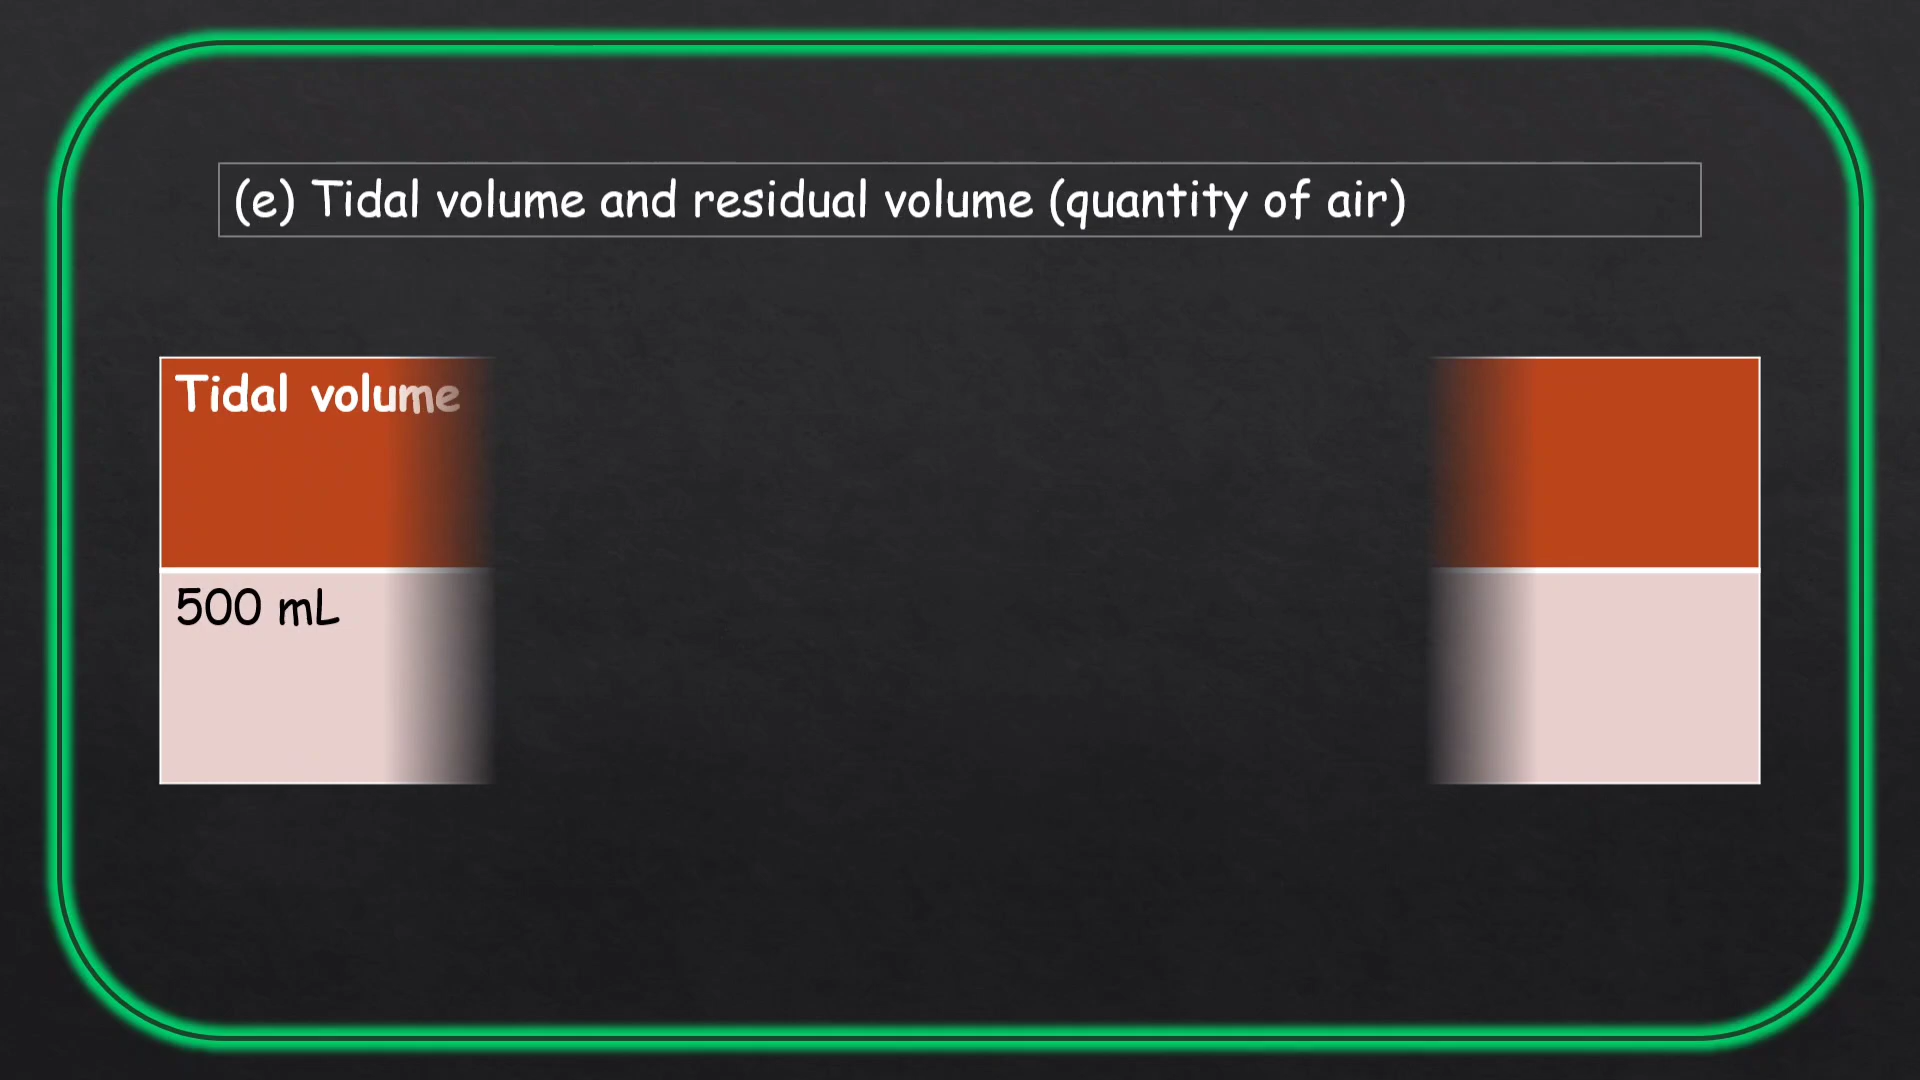 (e) Tidal volume and residual volume (quantity of air)
Tidal volume
500 mL